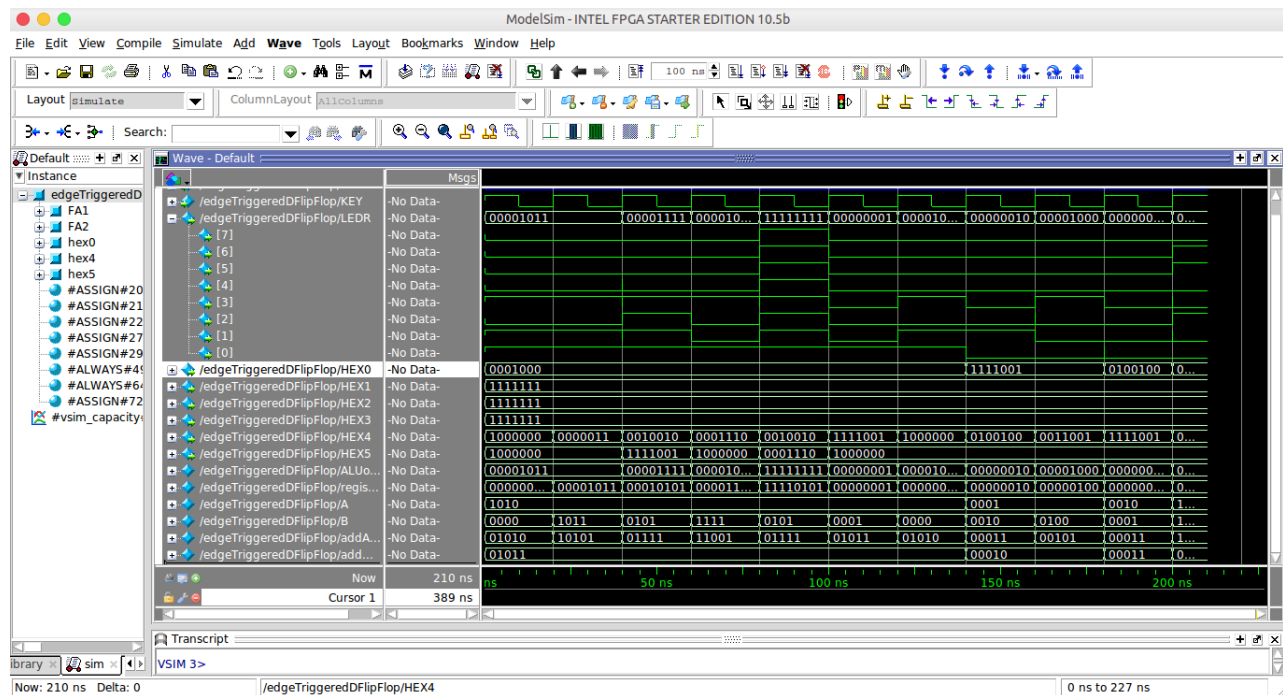 ModelSim - INTEL FPGA STARTER EDITION 10.5b
File Edit View Compile Simulate Add Wave Tools Layout Bookmarks Window Help
100 ns
Layout Simulate ColumnLayout AllColumns
Search:
Default
Wave - Default
Instance
Msgs
edgeTriggeredD
FA1
FA2
hex0
hex4
hex5
#ASSIGN#20
#ASSIGN#21
#ASSIGN#22
#ASSIGN#27
#ASSIGN#29
#ALWAYS#49
#ALWAYS#64
#ASSIGN#72
#vsim_capacity
/edgeTriggeredDFlipFlop/KEY -No Data-
/edgeTriggeredDFlipFlop/LEDR -No Data- 00001011 00001111 000010... 11111111 00000001 000010... 00000010 00001000 000000... 0...
[7] -No Data-
[6] -No Data-
[5] -No Data-
[4] -No Data-
[3] -No Data-
[2] -No Data-
[1] -No Data-
[0] -No Data-
/edgeTriggeredDFlipFlop/HEX0 -No Data- 0001000 1111001 0100100 0...
/edgeTriggeredDFlipFlop/HEX1 -No Data- 1111111
/edgeTriggeredDFlipFlop/HEX2 -No Data- 1111111
/edgeTriggeredDFlipFlop/HEX3 -No Data- 1111111
/edgeTriggeredDFlipFlop/HEX4 -No Data- 1000000 0000011 0010010 0001110 0010010 1111001 1000000 0100100 0011001 1111001 0...
/edgeTriggeredDFlipFlop/HEX5 -No Data- 1000000 1111001 1000000 0001110 1000000
/edgeTriggeredDFlipFlop/ALUo... -No Data- 00001011 00001111 000010... 11111111 00000001 000010... 00000010 00001000 000000... 0...
/edgeTriggeredDFlipFlop/regis... -No Data- 000000... 00001011 00010101 000011... 11110101 00000001 000000... 00000010 00000100 000000... 0...
/edgeTriggeredDFlipFlop/A -No Data- 1010 0001 0010 1...
/edgeTriggeredDFlipFlop/B -No Data- 0000 1011 0101 1111 0101 0001 0000 0010 0100 0001 1...
/edgeTriggeredDFlipFlop/addA... -No Data- 01010 10101 01111 11001 01111 01011 01010 00011 00101 00011 1...
/edgeTriggeredDFlipFlop/add... -No Data- 01011 00010 00011 0...
Now 210 ns ns 50 ns 100 ns 150 ns 200 ns
Cursor 1 389 ns
Transcript
ibrary sim
VSIM 3>
Now: 210 ns Delta: 0 /edgeTriggeredDFlipFlop/HEX4 0 ns to 227 ns